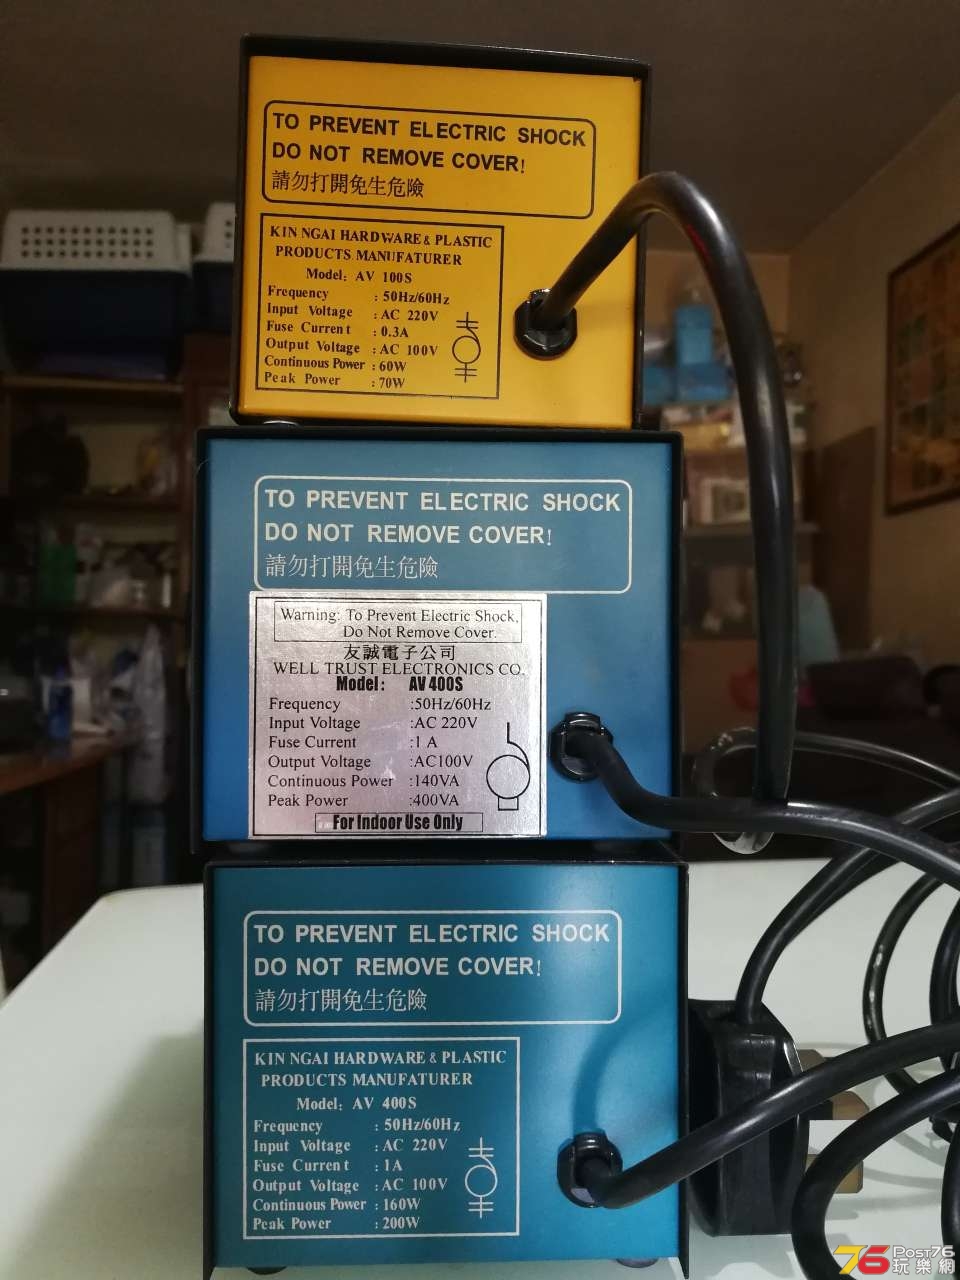 TO PREVENT ELECTRIC SHOCK
DO NOT REMOVE COVER!
請勿打開免生危險
KIN NGAI HARDWARE & PLASTIC
PRODUCTS MANUFATURER
Model: AV 100S
Frequency : 50Hz/60Hz
Input Voltage : AC 220V
Fuse Current : 0.3A
Output Voltage : AC 100V
Continuous Power : 60W
Peak Power : 70W
TO PREVENT ELECTRIC SHOCK
DO NOT REMOVE COVER!
請勿打開免生危險
Warning: To Prevent Electric Shock,
Do Not Remove Cover.
友誠電子公司
WELL TRUST ELECTRONICS CO.
Model: AV 400S
Frequency :50Hz/60Hz
Input Voltage :AC 220V
Fuse Current :1 A
Output Voltage :AC100V
Continuous Power :140VA
Peak Power :400VA
For Indoor Use Only
TO PREVENT ELECTRIC SHOCK
DO NOT REMOVE COVER!
請勿打開免生危險
KIN NGAI HARDWARE & PLASTIC
PRODUCTS MANUFATURER
Model: AV 400S
Frequency : 50Hz/60Hz
Input Voltage : AC 220V
Fuse Current : 1A
Output Voltage : AC 100V
Continuous Power : 160W
Peak Power : 200W
76 POST76
玩樂網